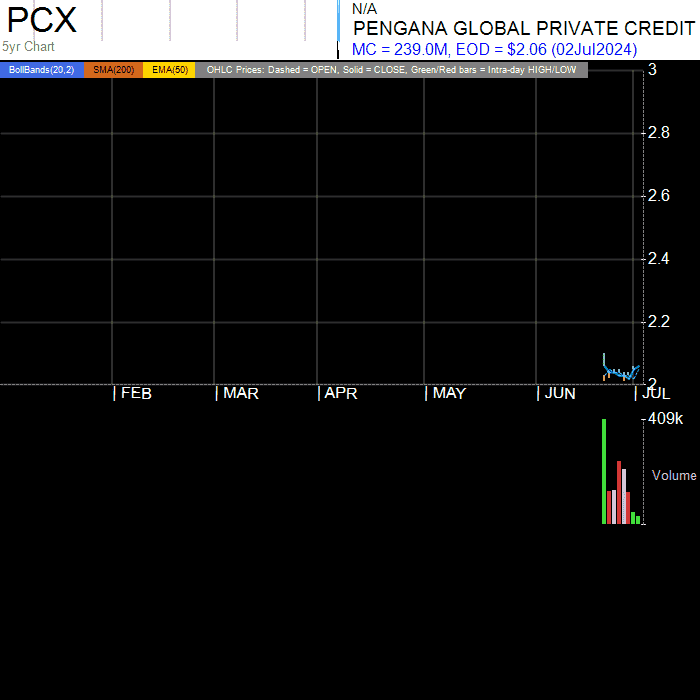 PCX
5yr Chart
N/A
PENGANA GLOBAL PRIVATE CREDIT
MC = 239.0M, EOD = $2.06 (02Jul2024)
BollBands(20,2) SMA(200) EMA(50) OHLC Prices: Dashed = OPEN, Solid = CLOSE, Green/Red bars = Intra-day HIGH/LOW
3
2.8
2.6
2.4
2.2
2
FEB MAR APR MAY JUN JUL
409k
Volume